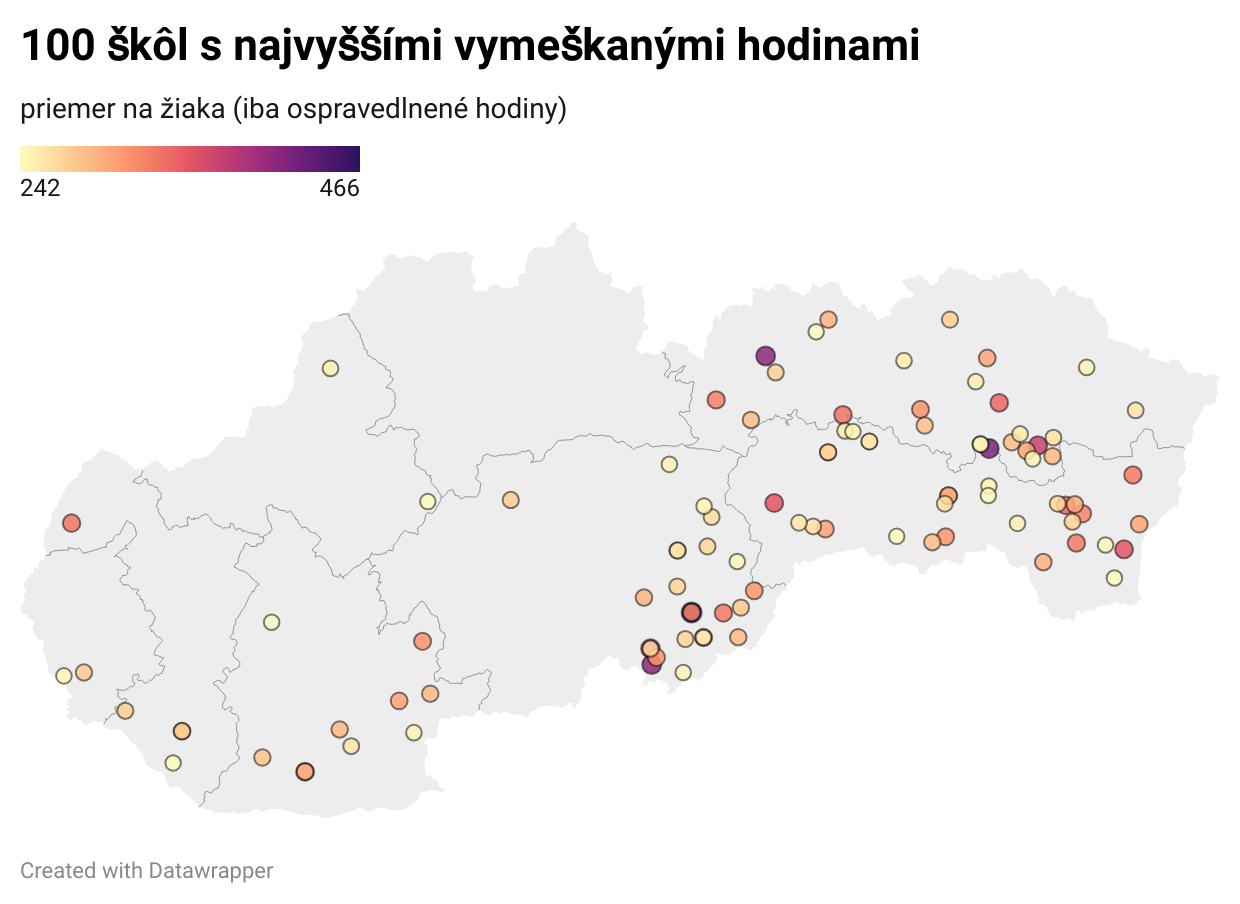 100 škôl s najvyššími vymeškanými hodinami
priemer na žiaka (iba ospravedlnené hodiny)
242 466
Created with Datawrapper